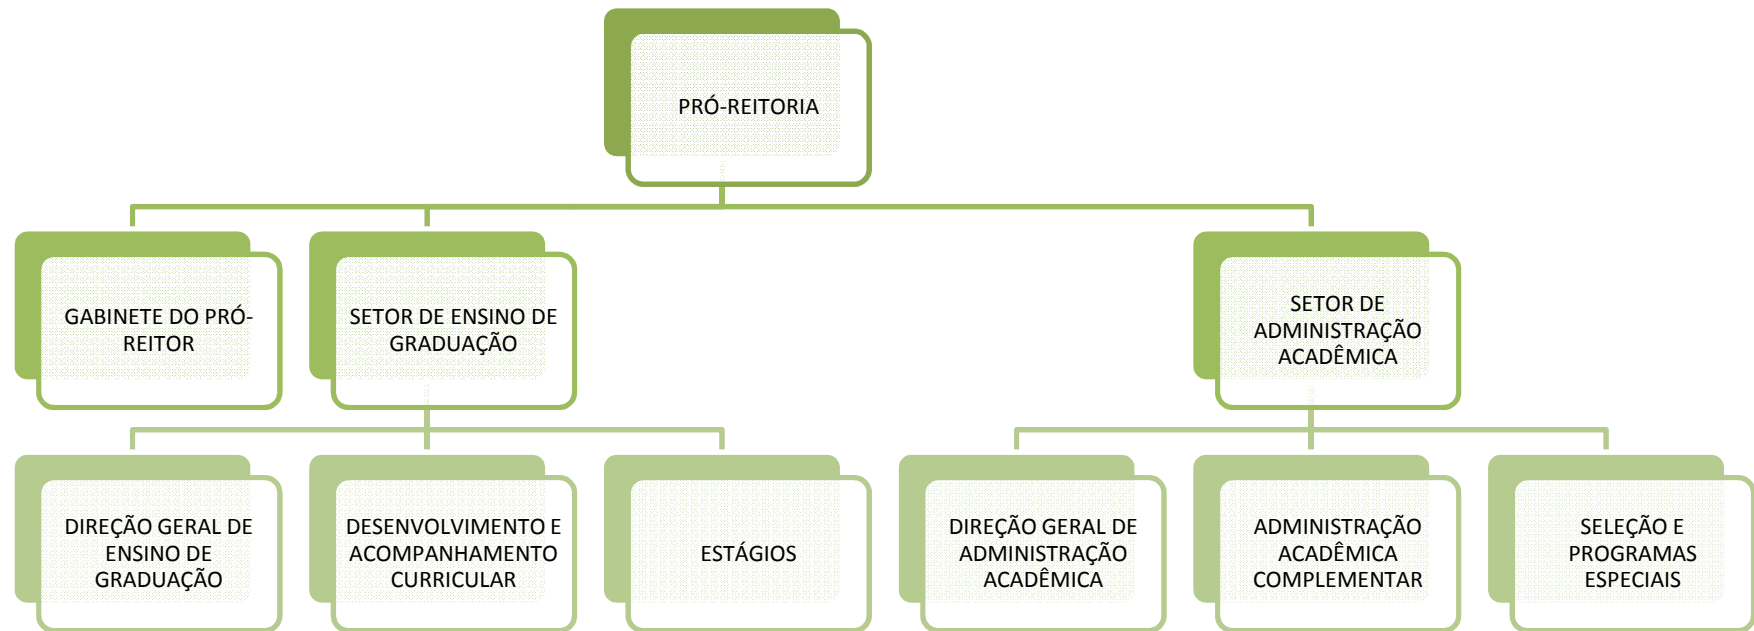 PRÓ-REITORIA
GABINETE DO PRÓ-
REITOR
SETOR DE ENSINO DE
GRADUAÇÃO
SETOR DE
ADMINISTRAÇÃO
ACADÊMICA
DIREÇÃO GERAL DE
ENSINO DE
GRADUAÇÃO
DESENVOLVIMENTO E
ACOMPANHAMENTO
CURRICULAR
ESTÁGIOS
DIREÇÃO GERAL DE
ADMINISTRAÇÃO
ACADÊMICA
ADMINISTRAÇÃO
ACADÊMICA
COMPLEMENTAR
SELEÇÃO E
PROGRAMAS
ESPECIAIS